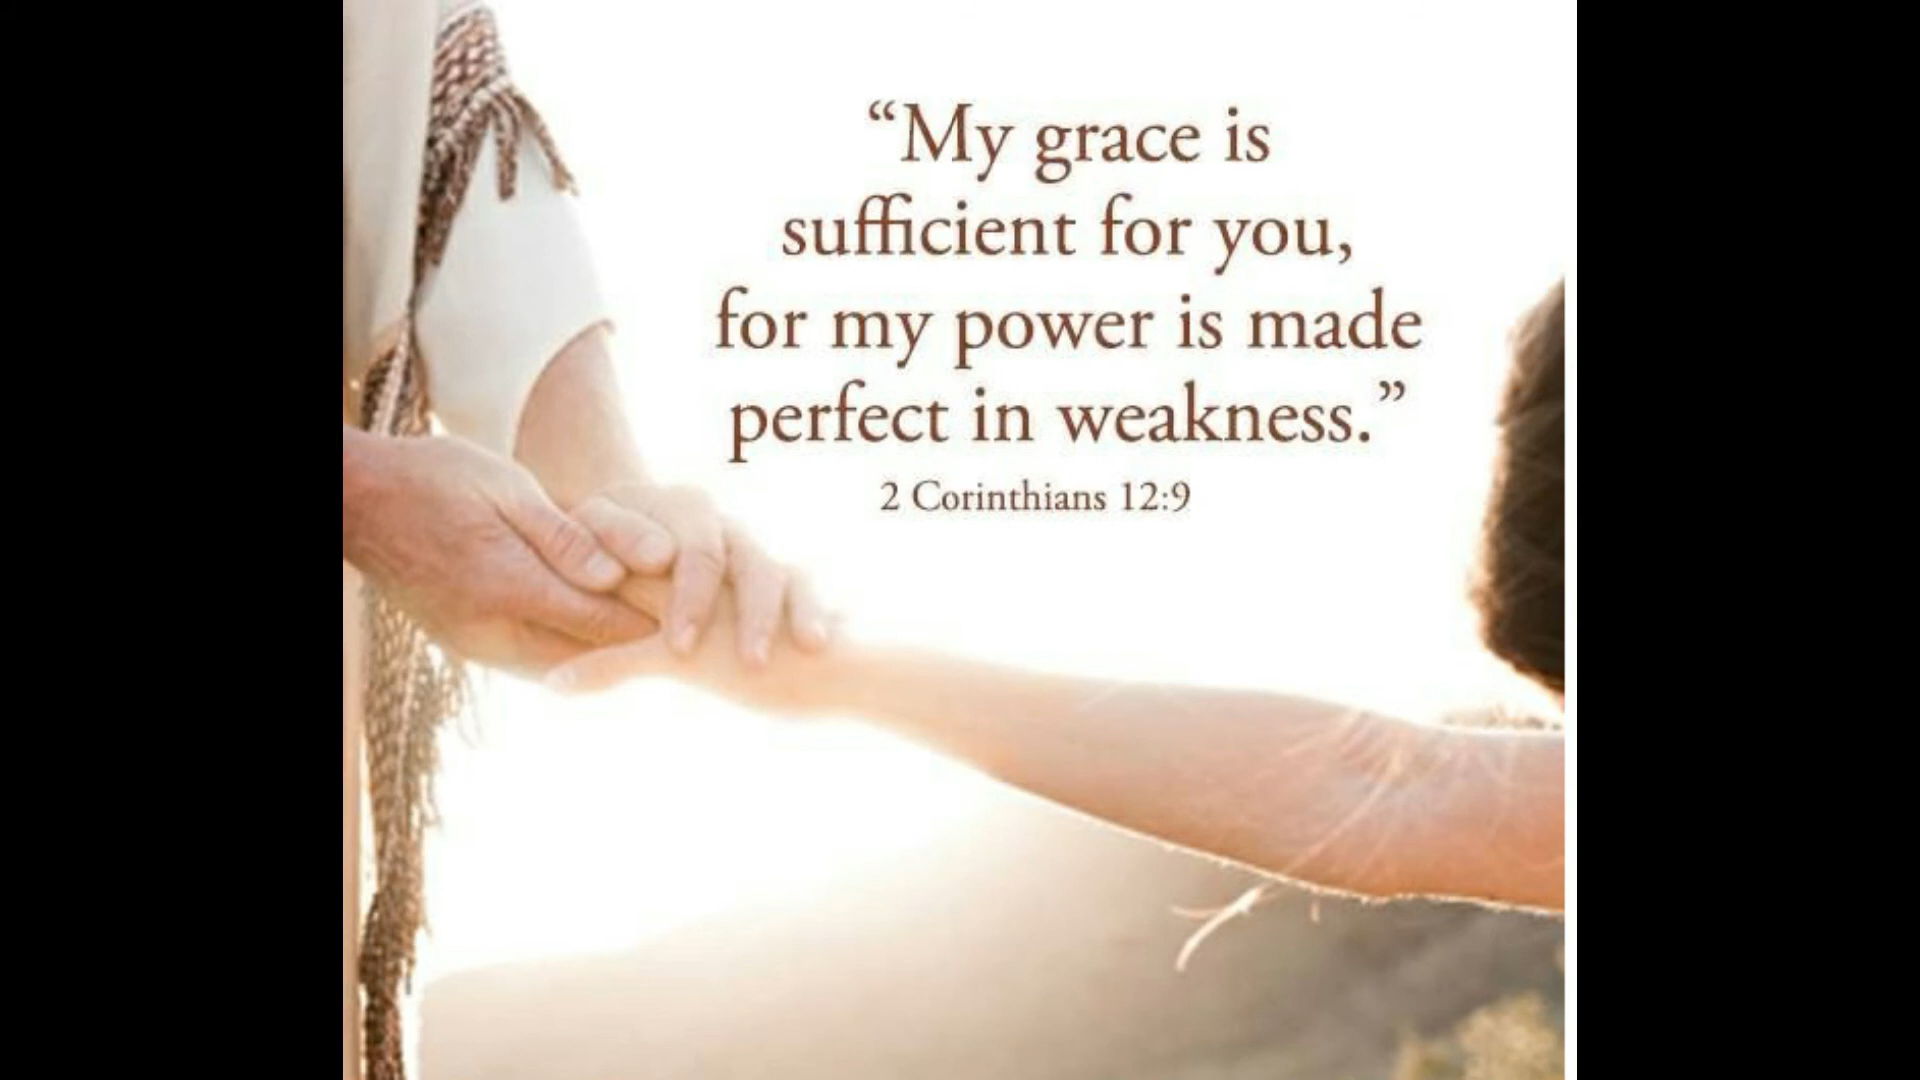 “My grace is
sufficient for you,
for my power is made
perfect in weakness.”
2 Corinthians 12:9